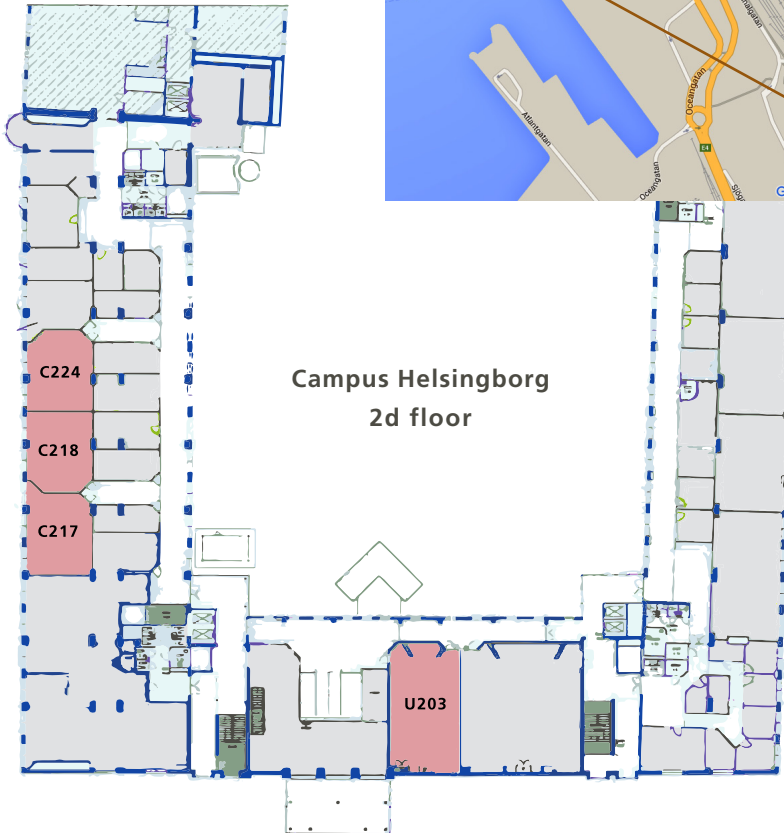 Oceangatan
Atlantgatan
E4
Oceangatan
C224
Campus Helsingborg
2d floor
C218
C217
U203